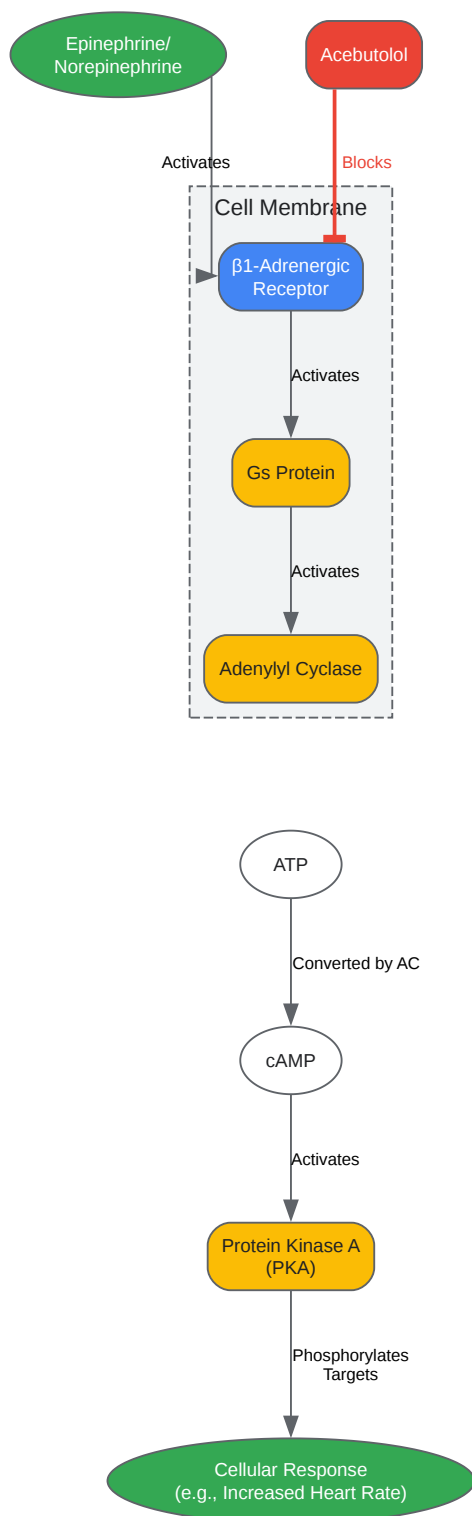 Epinephrine/
Norepinephrine
Acebutolol
Activates
Blocks
Cell Membrane
β1-Adrenergic
Receptor
Activates
Gs Protein
Activates
Adenylyl Cyclase
ATP
Converted by AC
cAMP
Activates
Protein Kinase A
(PKA)
Phosphorylates
Targets
Cellular Response
(e.g., Increased Heart Rate)